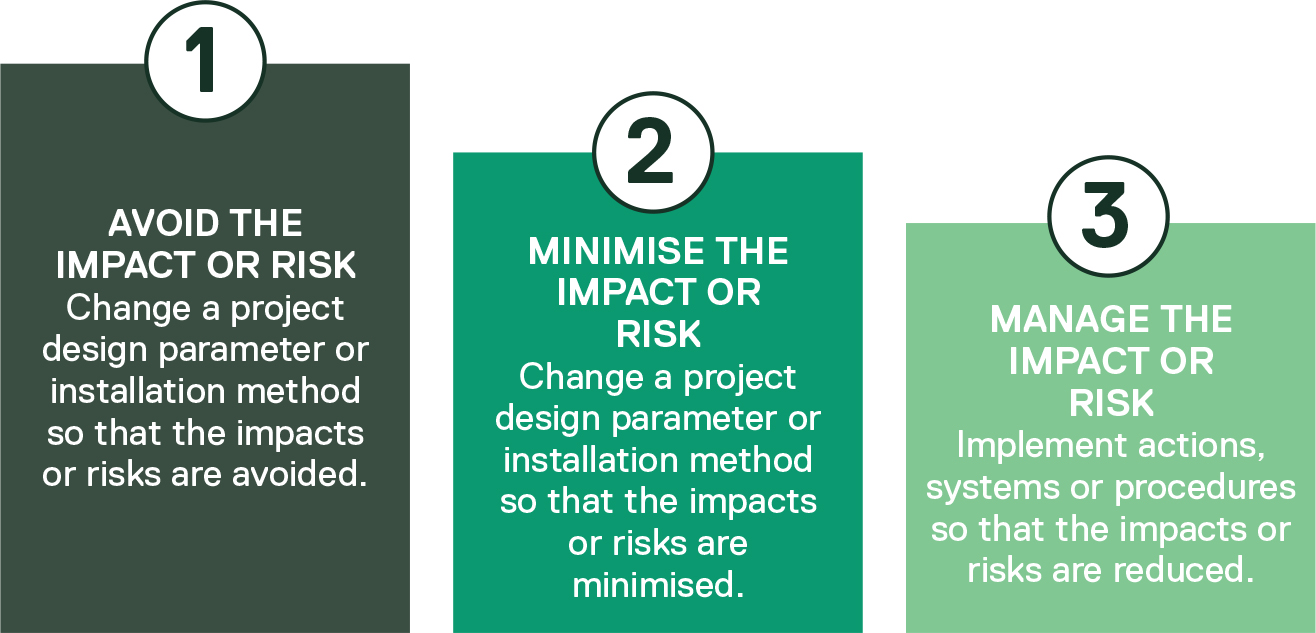 1
AVOID THE
IMPACT OR RISK
Change a project
design parameter or
installation method
so that the impacts
or risks are avoided.
2
MINIMISE THE
IMPACT OR
RISK
Change a project
design parameter or
installation method
so that the impacts
or risks are
minimised.
3
MANAGE THE
IMPACT OR
RISK
Implement actions,
systems or procedures
so that the impacts or
risks are reduced.